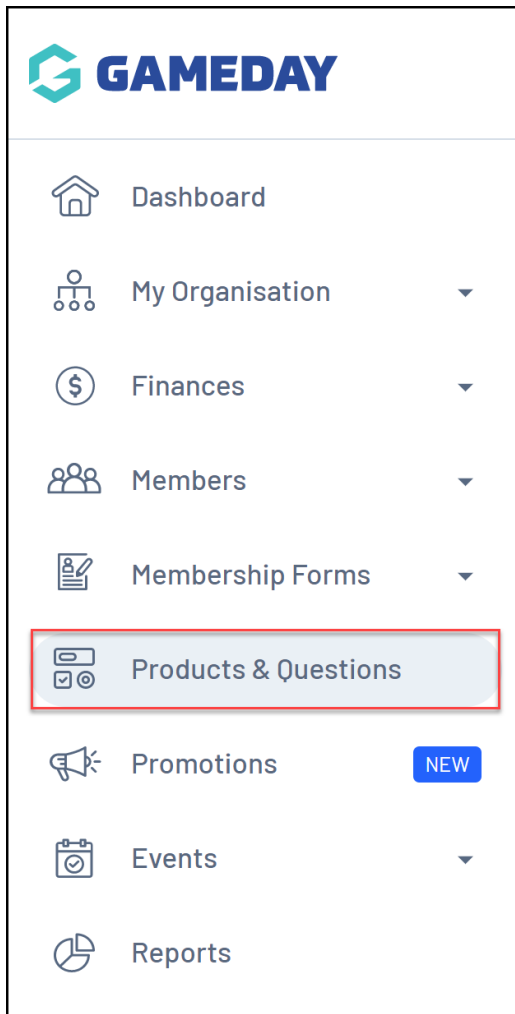 GAMEDAY
Dashboard
My Organisation
Finances
Members
Membership Forms
Products & Questions
Promotions NEW
Events
Reports